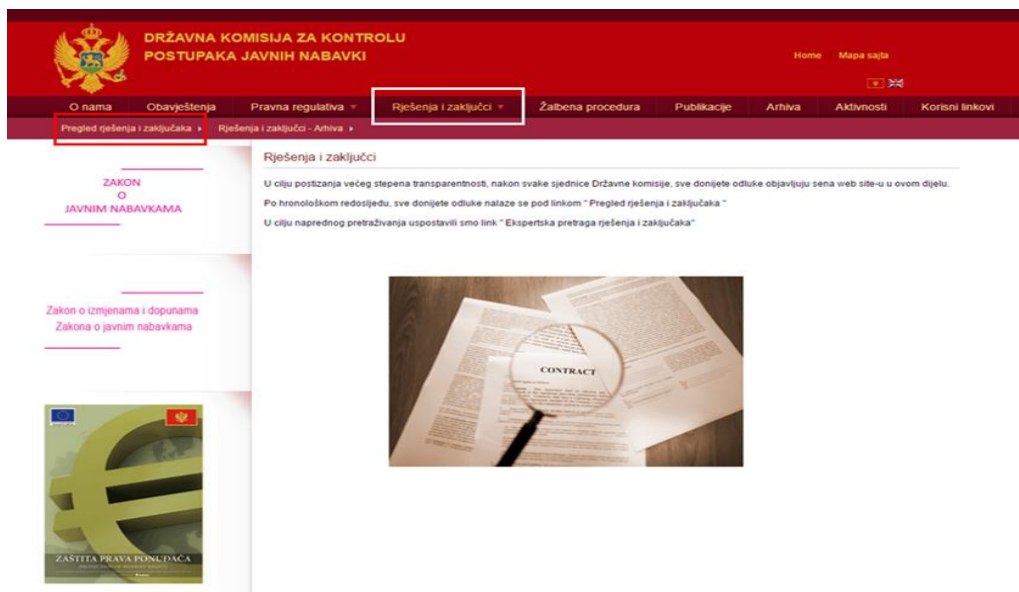 DRŽAVNA KOMISIJA ZA KONTROLU
POSTUPAKA JAVNIH NABAVKI
Home Mapa sajta
O nama Obavještenja Pravna regulativa Rješenja i zaključci Žalbena procedura Publikacije Arhiva Aktivnosti Korisni linkovi
Pregled rješenja i zaključaka Rješenja i zaključci - Arhiva
ZAKON
O
JAVNIM NABAVKAMA
Zakon o izmjenama i dopunama
Zakona o javnim nabavkama
ZAŠTITA PRAVA PONUĐAČA
Rješenja i zaključci
U cilju postizanja većeg stepena transparentnosti, nakon svake sjednice Državne komisije, sve donijete odluke objavljuju sena web site-u u ovom dijelu.
Po hronološkom redosljedu, sve donijete odluke nalaze se pod linkom " Pregled rješenja i zaključaka "
U cilju naprednog pretraživanja uspostavili smo link " Ekspertska pretraga rješenja i zaključaka"
CONTRACT